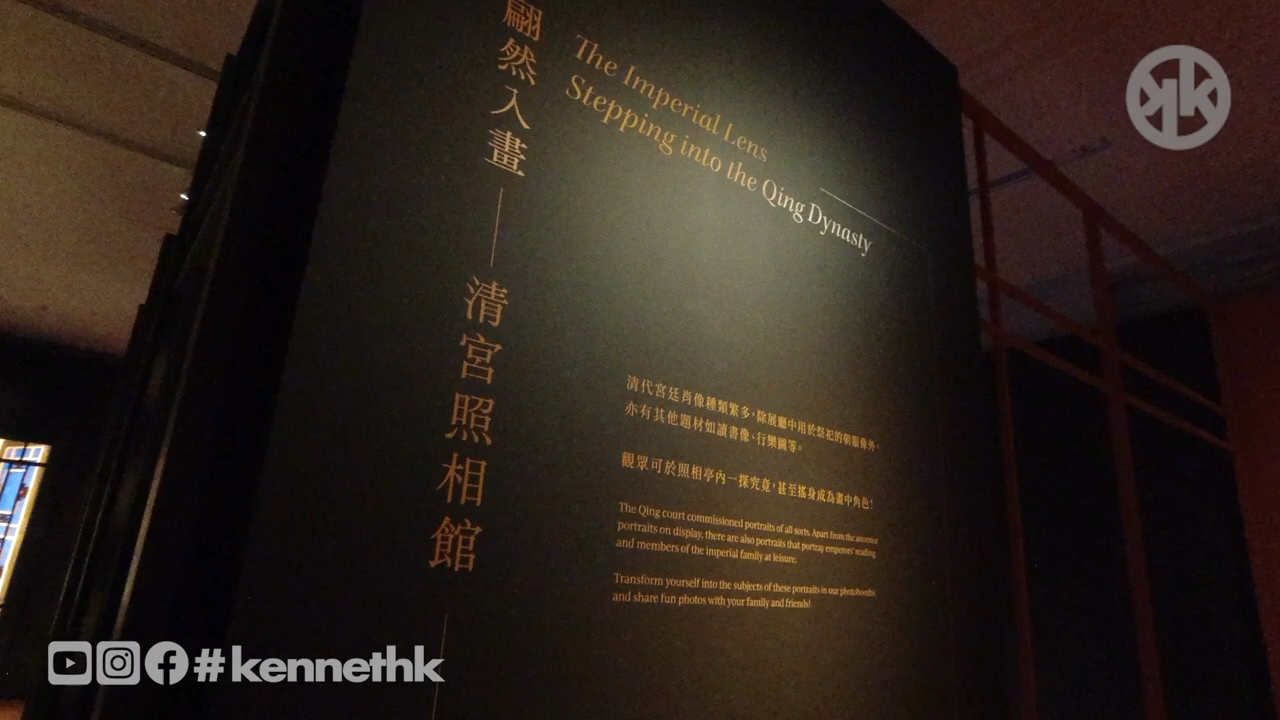 翩然入畫——清宮照相館
The Imperial Lens
Stepping into the Qing Dynasty
清代宮廷肖像種類繁多，除展廳中用於祭祀的朝服像外，
亦有其他題材如讀書像、行樂圖等。
觀眾可於照相亭內一探究竟，甚至搖身成為畫中角色！
The Qing court commissioned portraits of all sorts. Apart from the ancestor
portraits on display, there are also portraits that portray emperors' reading
and members of the imperial family at leisure.
Transform yourself into the subjects of these portraits in our photobooths
and share fun photos with your family and friends!
#kennethk